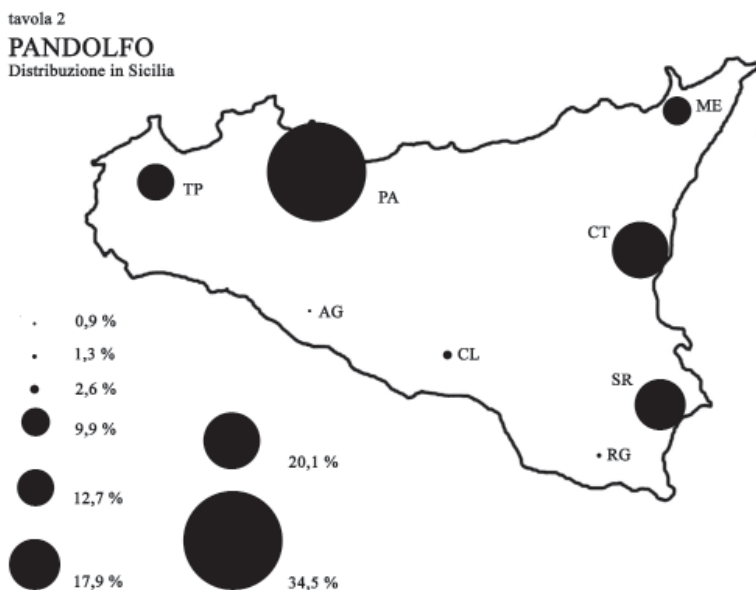 tavola 2
PANDOLFO
Distribuzione in Sicilia
ME
TP
PA
CT
AG
CL
SR
RG
0,9 %
1,3 %
2,6 %
9,9 %
12,7 %
17,9 %
20,1 %
34,5 %